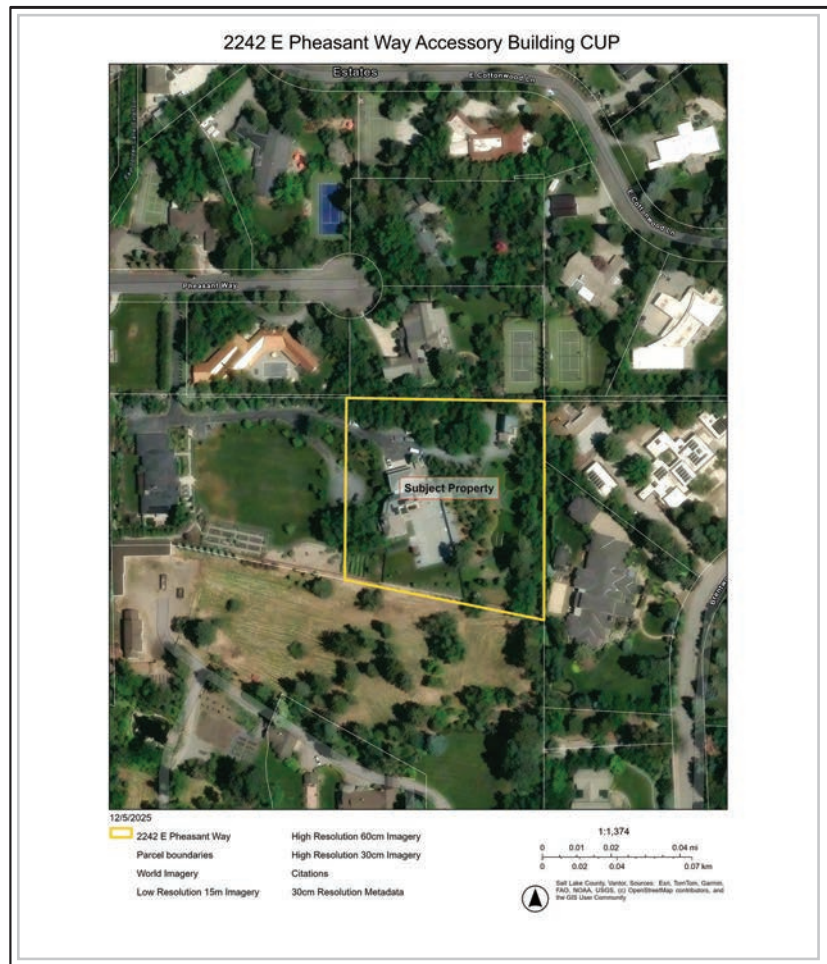 2242 E Pheasant Way Accessory Building CUP
Estates
E Cottonwood Ln
E Cottonwood Ln
Pheasant Way
Subject Property
12/5/2025
2242 E Pheasant Way
Parcel boundaries
World Imagery
Low Resolution 15m Imagery
High Resolution 60cm Imagery
High Resolution 30cm Imagery
Citations
30cm Resolution Metadata
1:1,374
0 0.01 0.02 0.04 mi
0 0.02 0.04 0.07 km
Salt Lake County, Vantor, Sources: Esri, TomTom, Garmin,
FAO, NOAA, USGS, (c) OpenStreetMap contributors, and
the GIS User Community